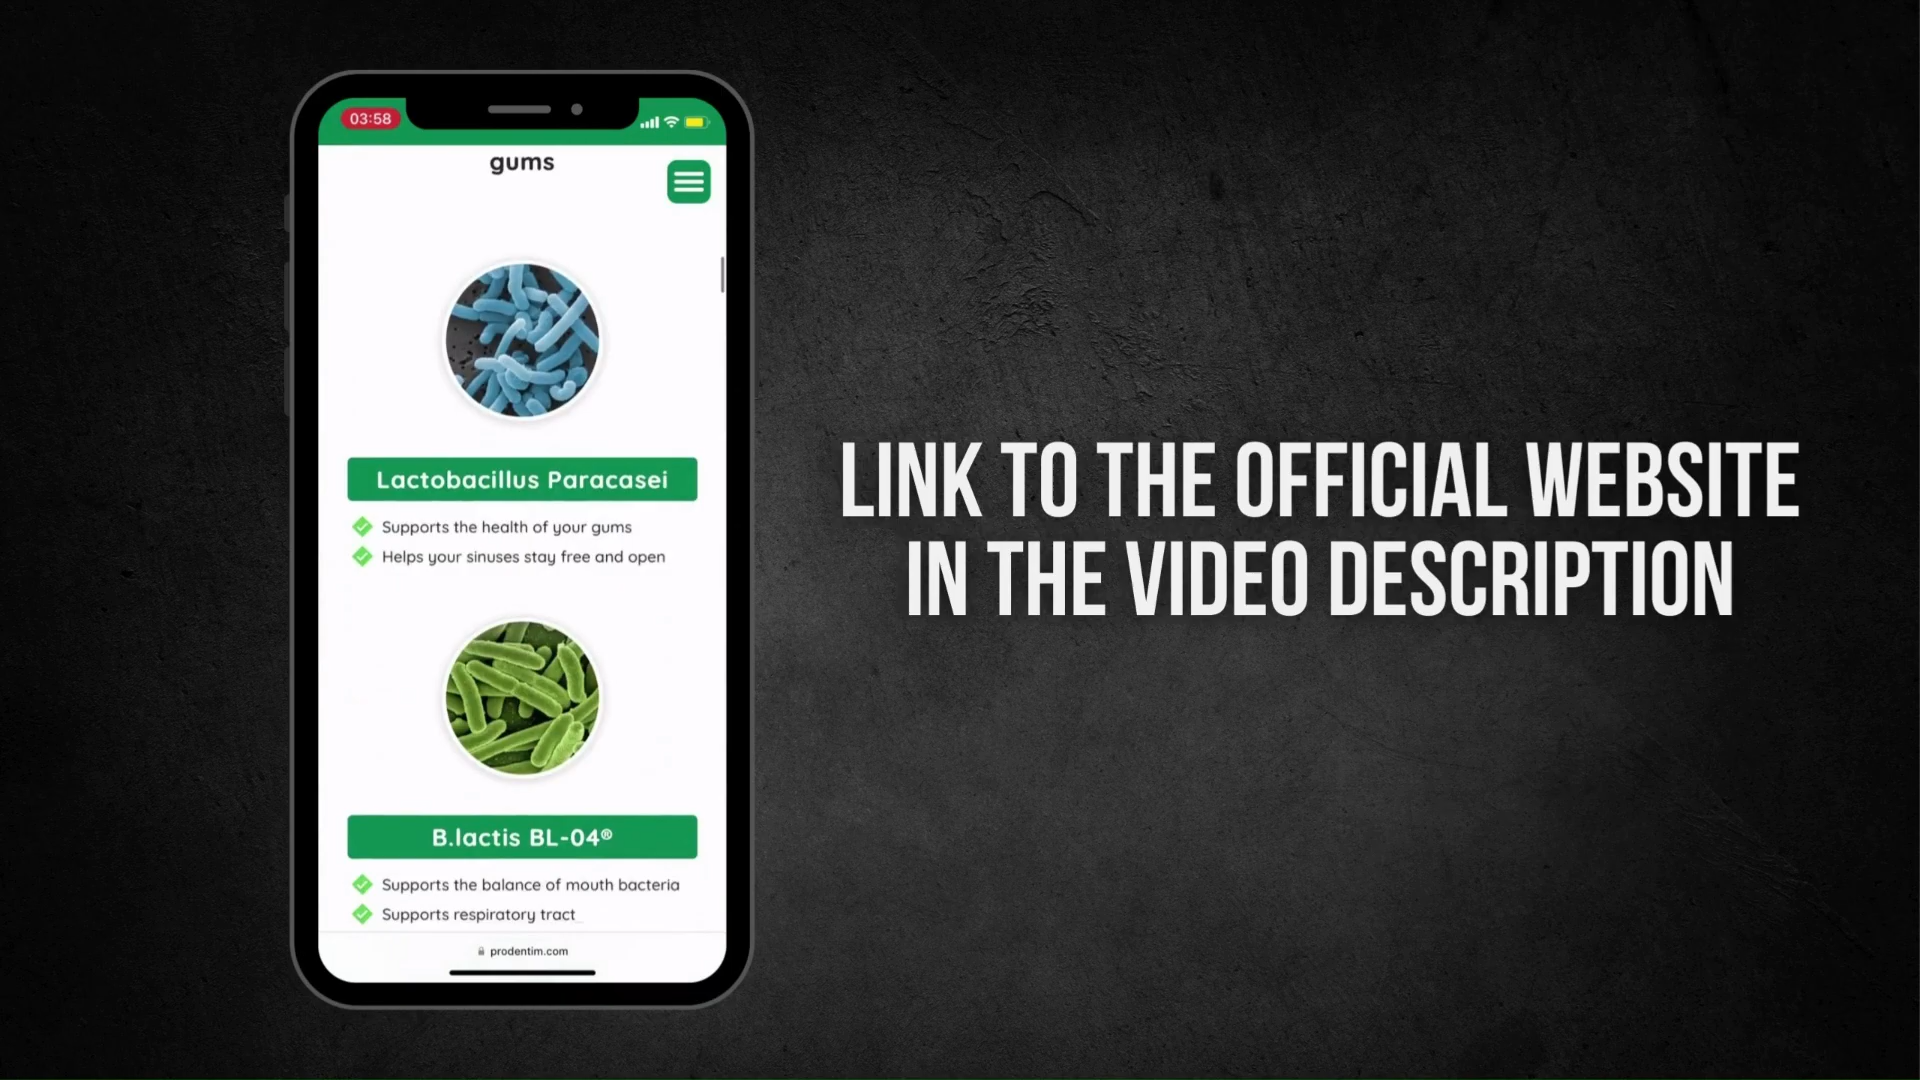 03:58
gums
Lactobacillus Paracasei
Supports the health of your gums
Helps your sinuses stay free and open
B.lactis BL-04®
Supports the balance of mouth bacteria
Supports respiratory tract
prodentim.com
LINK TO THE OFFICIAL WEBSITE
IN THE VIDEO DESCRIPTION